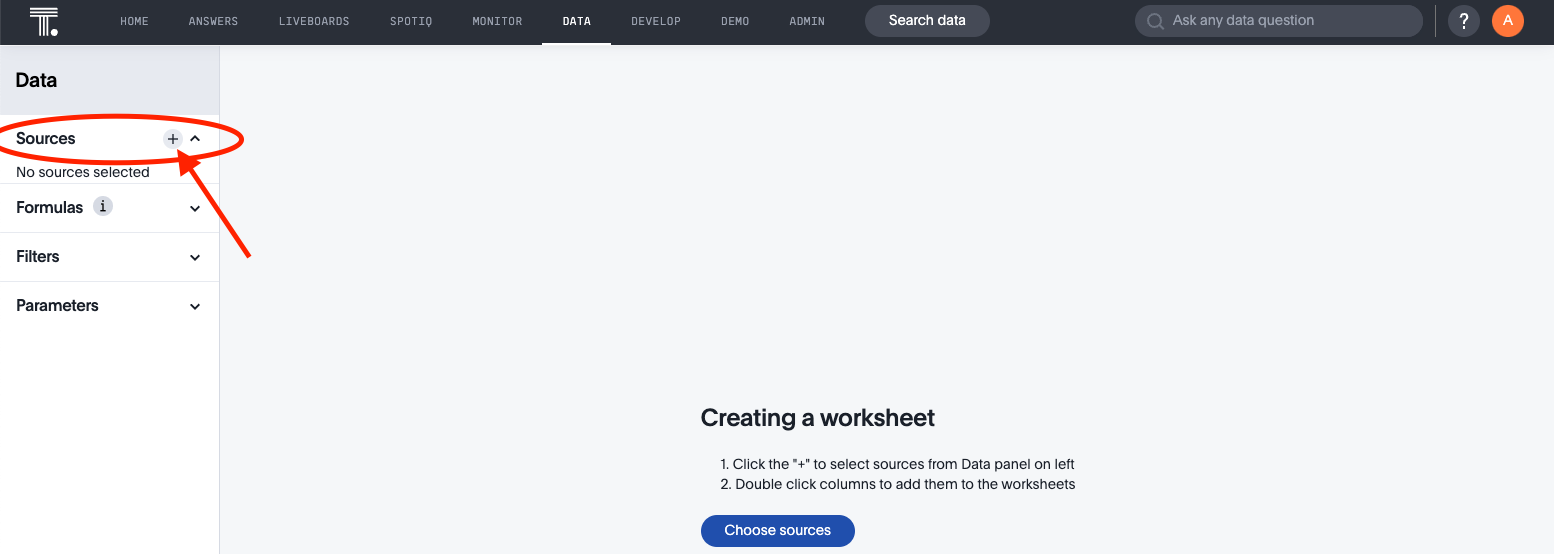 T.
HOME ANSWERS LIVEBOARDS SPOTIQ MONITOR DATA DEVELOP DEMO ADMIN Search data Ask any data question ? A
Data
Sources +
No sources selected
Formulas i
Filters
Parameters
Creating a worksheet
1. Click the "+" to select sources from Data panel on left
2. Double click columns to add them to the worksheets
Choose sources